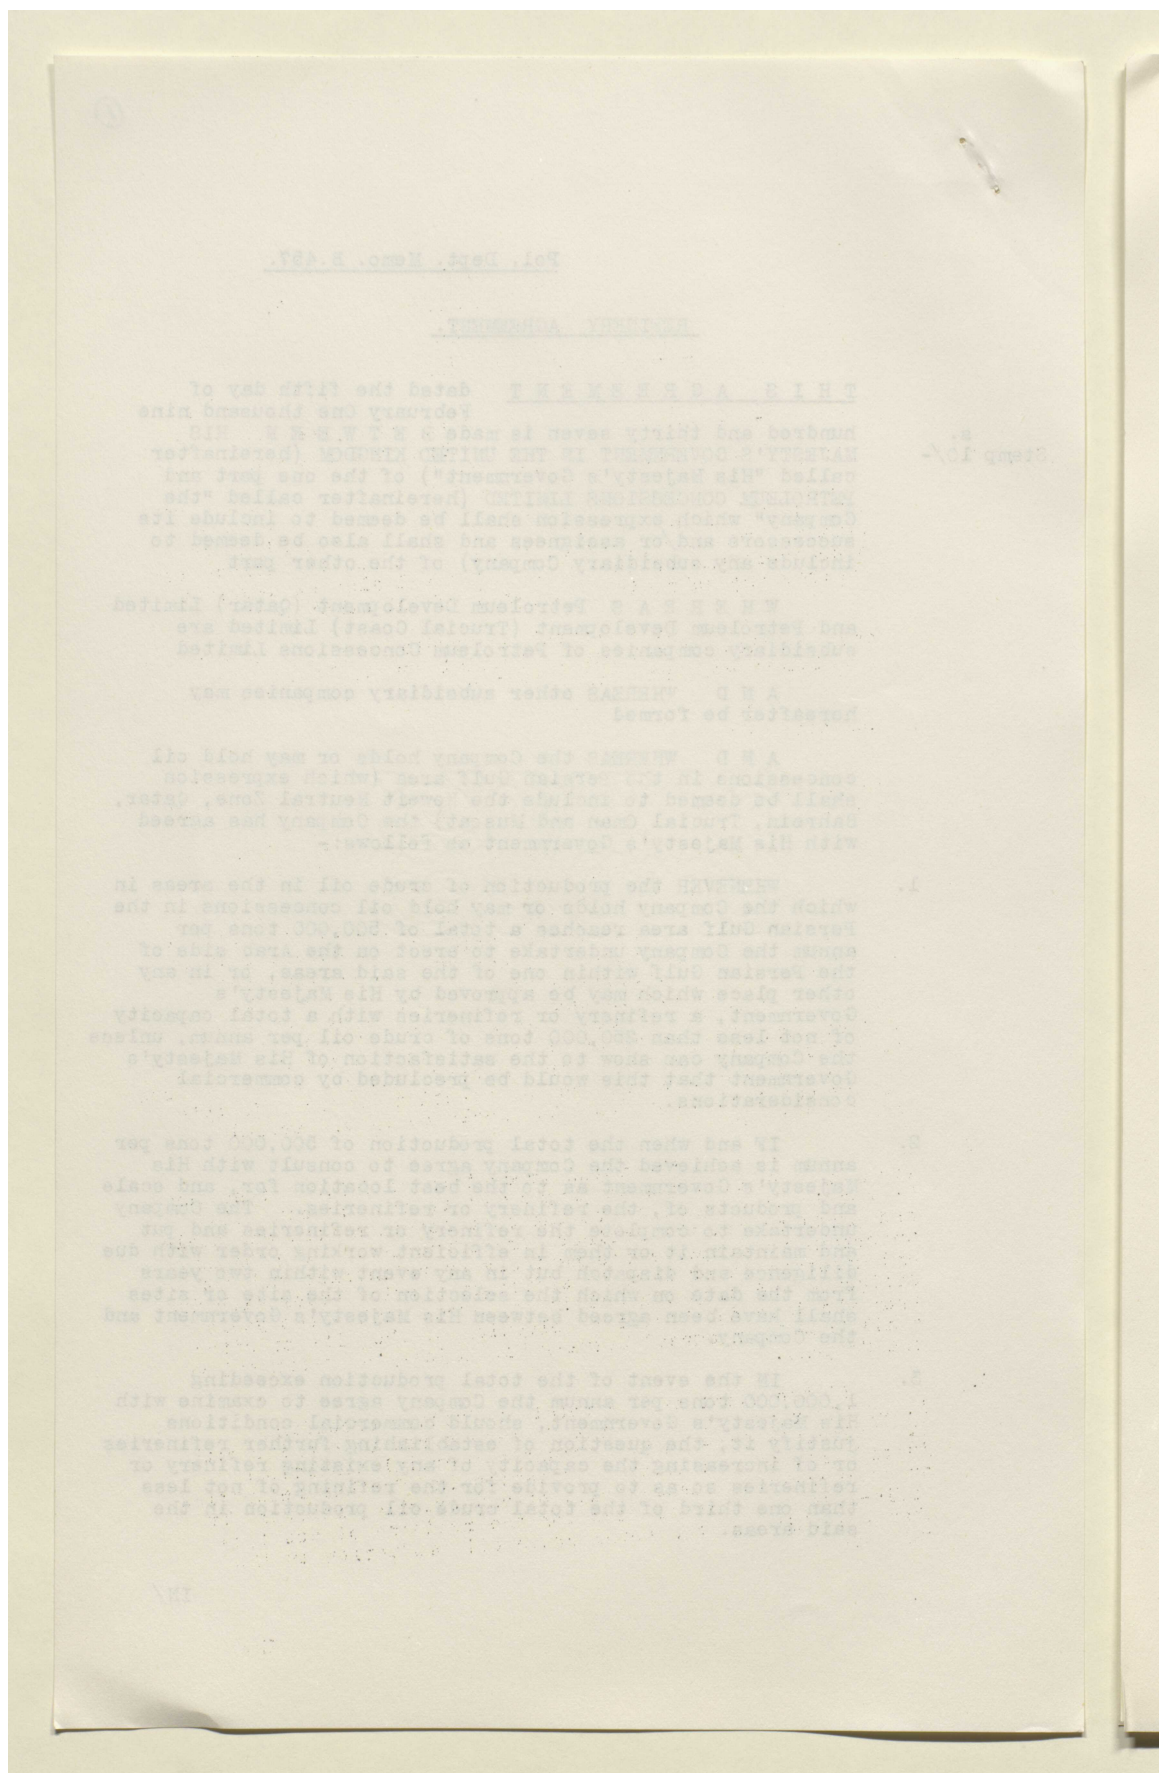 Pol. Dept. Memo. B.457.
REFINERY AGREEMENT.
THIS AGREEMENT dated the fifth day of
February One thousand nine
hundred and thirty seven is made BETWEEN HIS
MAJESTY'S GOVERNMENT IN THE UNITED KINGDOM (hereinafter
called "His Majesty's Government") of the one part and
PETROLEUM CONCESSIONS LIMITED (hereinafter called "the
Company" which expression shall be deemed to include its
successors and/or assignees and shall also be deemed to
include any subsidiary Company) of the other part
s.
Stamp 10/-
WHEREAS Petroleum Development (Qatar) Limited
and Petroleum Development (Trucial Coast) Limited are
subsidiary companies of Petroleum Concessions Limited
AND WHEREAS other subsidiary companies may
hereafter be formed
AND WHEREAS the Company holds or may hold oil
concessions in the Persian Gulf area (which expression
shall be deemed to include the Koweit Neutral Zone, Qatar,
Bahrein, Trucial Oman and Muscat) the Company has agreed
with His Majesty's Government as Follows:-
1. WHENEVER the production of crude oil in the areas in
which the Company holds or may hold oil concessions in the
Persian Gulf area reaches a total of 500,000 tons per
annum the Company undertake to erect on the Arab side of
the Persian Gulf within one of the said areas, or in any
other place which may be approved by His Majesty's
Government, a refinery or refineries with a total capacity
of not less than 200,000 tons of crude oil per annum, unless
the Company can show to the satisfaction of His Majesty's
Government that this would be precluded by commercial
considerations.
2. IF and when the total production of 500,000 tons per
annum is achieved the Company agree to consult with His
Majesty's Government as to the best location for, and scale
and products of, the refinery or refineries. The Company
undertake to complete the refinery or refineries and put
and maintain it or them in efficient working order with due
diligence and dispatch but in any event within two years
from the date on which the selection of the site or sites
shall have been agreed between His Majesty's Government and
the Company.
3. IN the event of the total production exceeding
1,000,000 tons per annum the Company agree to examine with
His Majesty's Government, should commercial conditions
justify it, the question of establishing further refineries
or of increasing the capacity of any existing refinery or
refineries so as to provide for the refining of not less
than one third of the total crude oil production in the
said areas.
IN/